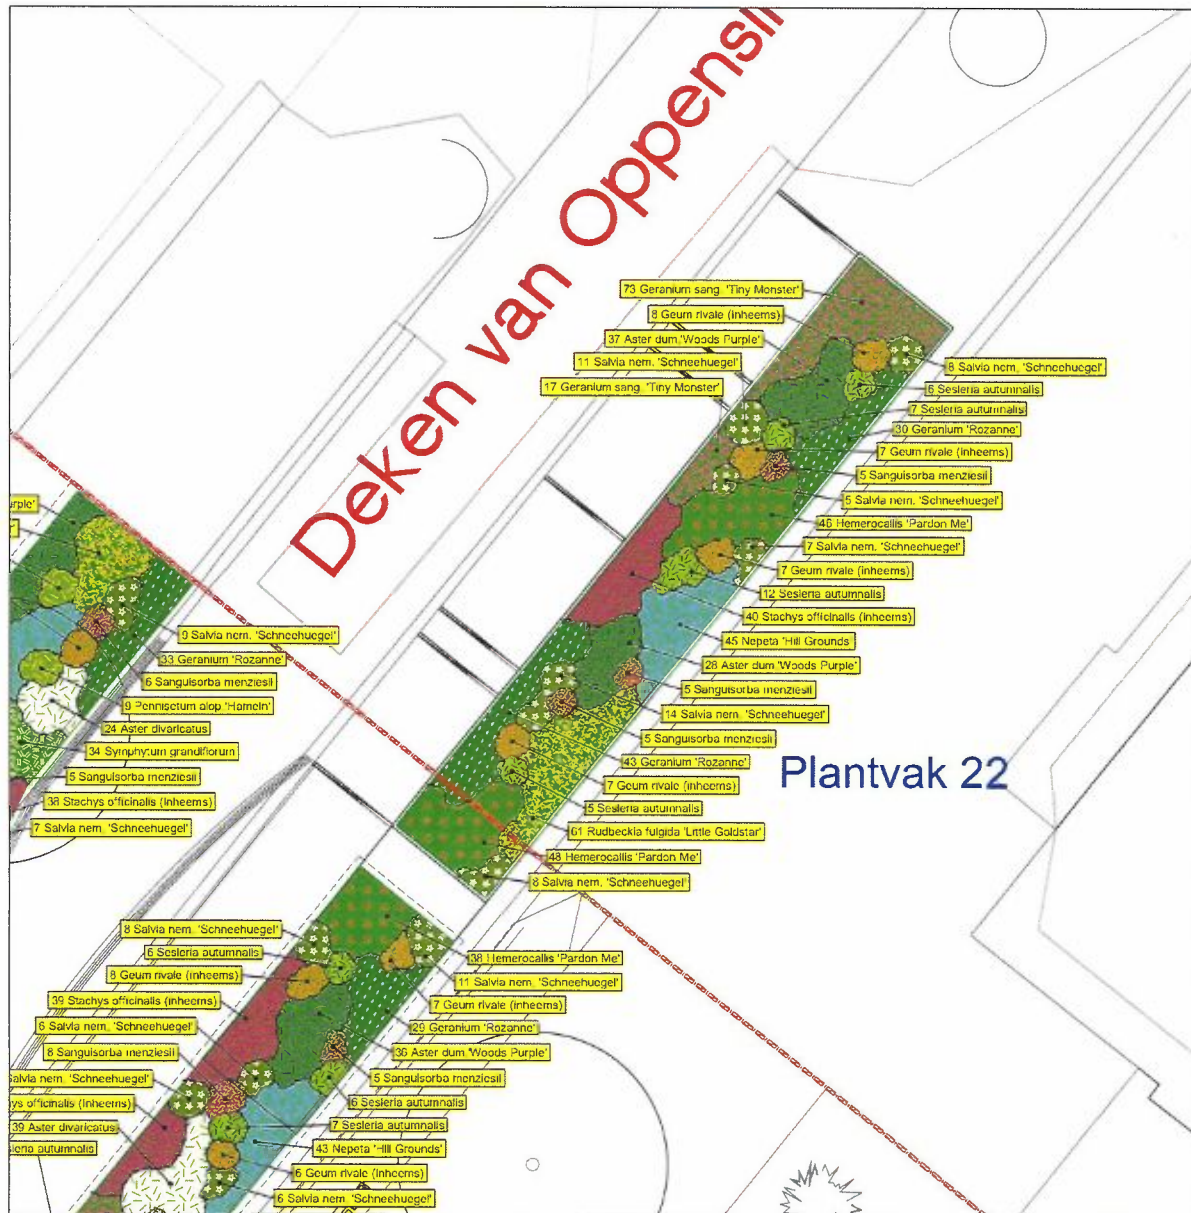 Deken van Oppensli
73 Geranium sang. 'Tiny Monster'
8 Geum rivale (inheems)
37 Aster dum.'Woods Purple'
11 Salvia nem. 'Schneehuegel'
17 Geranium sang. 'Tiny Monster'
8 Salvia nem. 'Schneehuegel'
6 Sesleria autumnalis
7 Sesleria autumnalis
30 Geranium 'Rozanne'
7 Geum rivale (inheems)
5 Sanguisorba menziesii
5 Salvia nem. 'Schneehuegel'
46 Hemerocallis 'Pardon Me'
7 Salvia nem. 'Schneehuegel'
7 Geum rivale (inheems)
12 Sesleria autumnalis
40 Stachys officinalis (inheems)
45 Nepeta 'Hill Grounds'
28 Aster dum 'Woods Purple'
5 Sanguisorba menziesii
14 Salvia nem. 'Schneehuegel'
5 Sanguisorba menziesii
43 Geranium 'Rozanne'
7 Geum rivale (inheems)
5 Sesleria autumnalis
61 Rudbeckia fulgida 'Little Goldstar'
48 Hemerocallis 'Pardon Me'
8 Salvia nem. 'Schneehuegel'
Plantvak 22
urple'
9 Salvia nem. 'Schneehuegel'
33 Geranium 'Rozanne'
6 Sanguisorba menziesii
9 Pennisetum alop 'Hameln'
24 Aster divaricatus
34 Symphytum grandiflorum
5 Sanguisorba menziesii
38 Stachys officinalis (inheems)
7 Salvia nem. 'Schneehuegel'
8 Salvia nem. 'Schneehuegel'
6 Sesleria autumnalis
8 Geum rivale (inheems)
39 Stachys officinalis (inheems)
6 Salvia nem. 'Schneehuegel'
8 Sanguisorba menziesii
Salvia nem. 'Schneehuegel'
ys officinalis (inheems)
39 Aster divaricatus
sleria autumnalis
38 Hemerocallis 'Pardon Me'
11 Salvia nem. 'Schneehuegel'
7 Geum rivale (inheems)
29 Geranium 'Rozanne'
36 Aster dum 'Woods Purple'
5 Sanguisorba menziesii
6 Sesleria autumnalis
7 Sesleria autumnalis
43 Nepeta 'Hill Grounds'
6 Geum rivale (inheems)
6 Salvia nem. 'Schneehuegel'